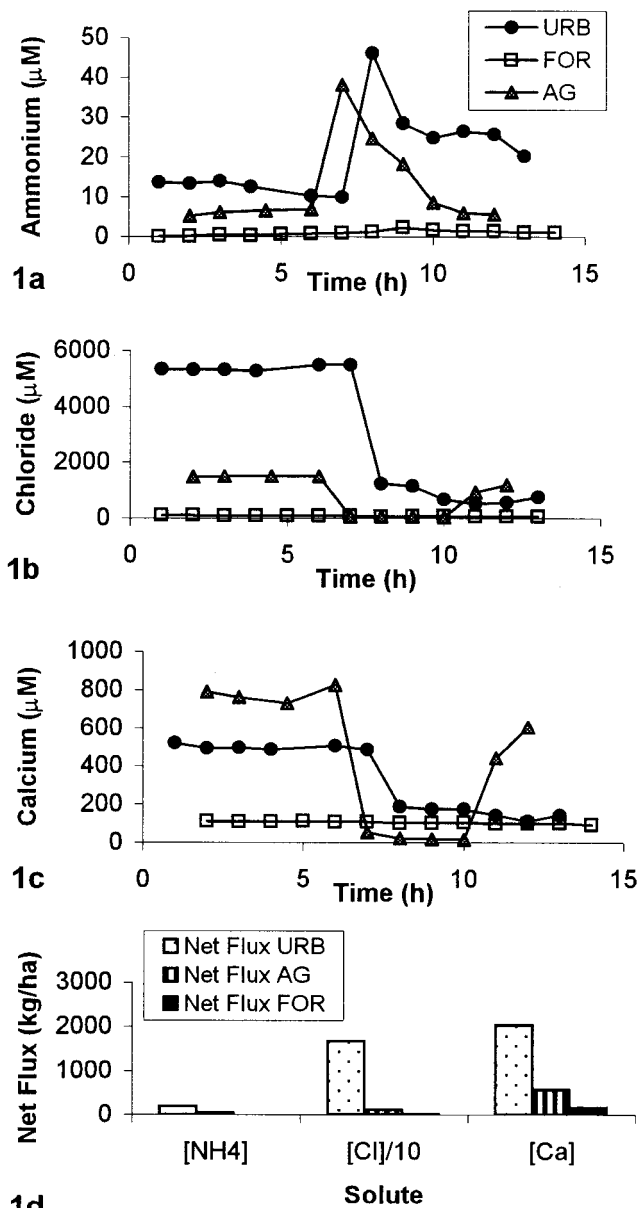 50
40
30
20
10
0
Ammonium (μM)
URB
FOR
AG
0 5 10 15
Time (h)
1a
6000
4000
2000
0
Chloride (μM)
0 5 10 15
Time (h)
1b
1000
800
600
400
200
0
Calcium (μM)
0 5 10 15
Time (h)
1c
Net Flux URB
Net Flux AG
Net Flux FOR
3000
2000
1000
0
Net Flux (kg/ha)
[NH4] [Cl]/10 [Ca]
Solute
1d